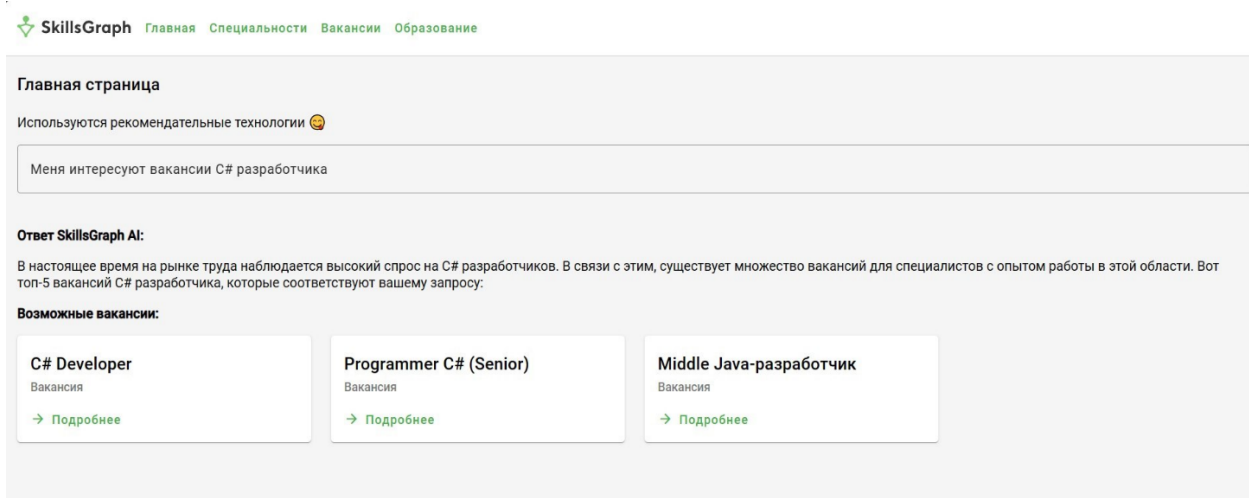 SkillsGraph Главная Специальности Вакансии Образование
Главная страница
Используются рекомендательные технологии 😋
Меня интересуют вакансии C# разработчика
Ответ SkillsGraph AI:
В настоящее время на рынке труда наблюдается высокий спрос на C# разработчиков. В связи с этим, существует множество вакансий для специалистов с опытом работы в этой области. Вот
топ-5 вакансий C# разработчика, которые соответствуют вашему запросу:
Возможные вакансии:
C# Developer
Вакансия
→ Подробнее
Programmer C# (Senior)
Вакансия
→ Подробнее
Middle Java-разработчик
Вакансия
→ Подробнее